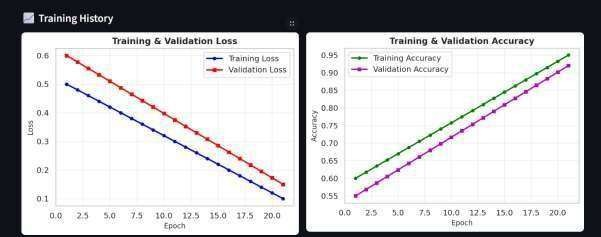 📈 Training History
Training & Validation Loss
Training Loss
Validation Loss
Loss
0.6
0.5
0.4
0.3
0.2
0.1
0.0 2.5 5.0 7.5 10.0 12.5 15.0 17.5 20.0
Epoch
Training & Validation Accuracy
Training Accuracy
Validation Accuracy
Accuracy
0.95
0.90
0.85
0.80
0.75
0.70
0.65
0.60
0.55
0.0 2.5 5.0 7.5 10.0 12.5 15.0 17.5 20.0
Epoch